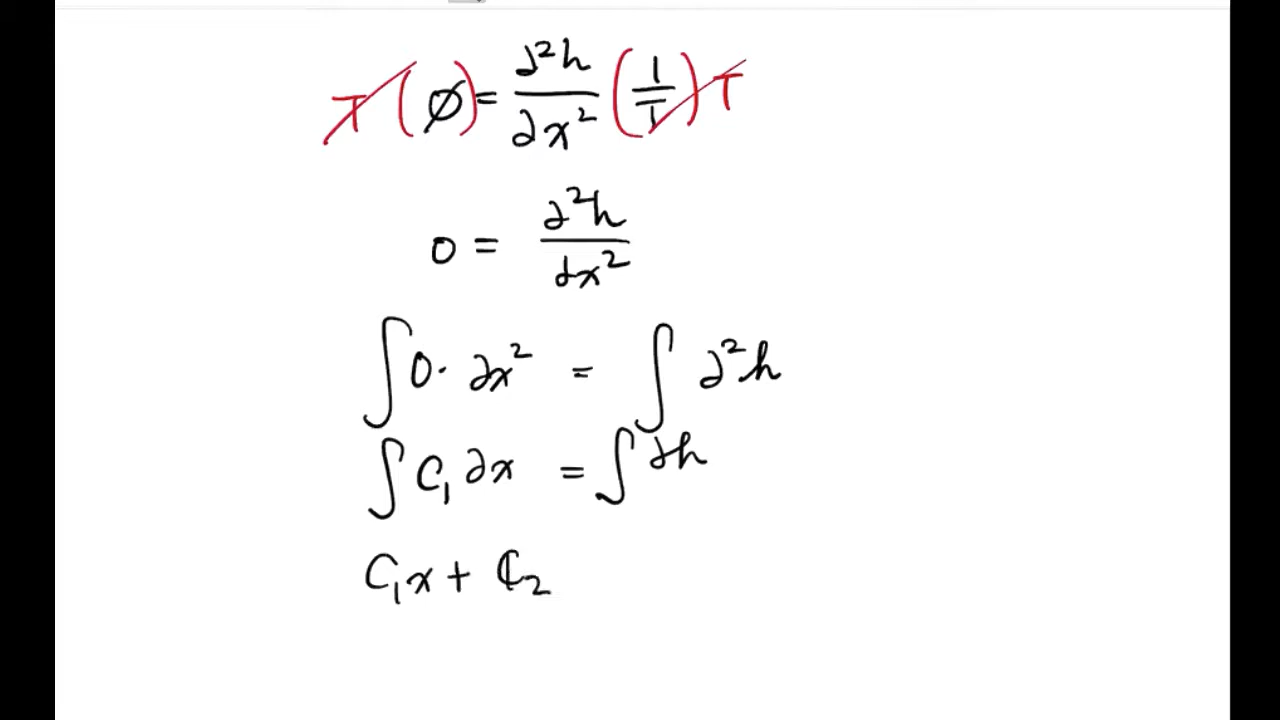 T(∅) = ∂²h/∂x² (1/T) T
0 = ∂²h/∂x²
∫ 0 · ∂x² = ∫ ∂²h
∫ C₁ ∂x = ∫ ∂h
C₁x + C₂